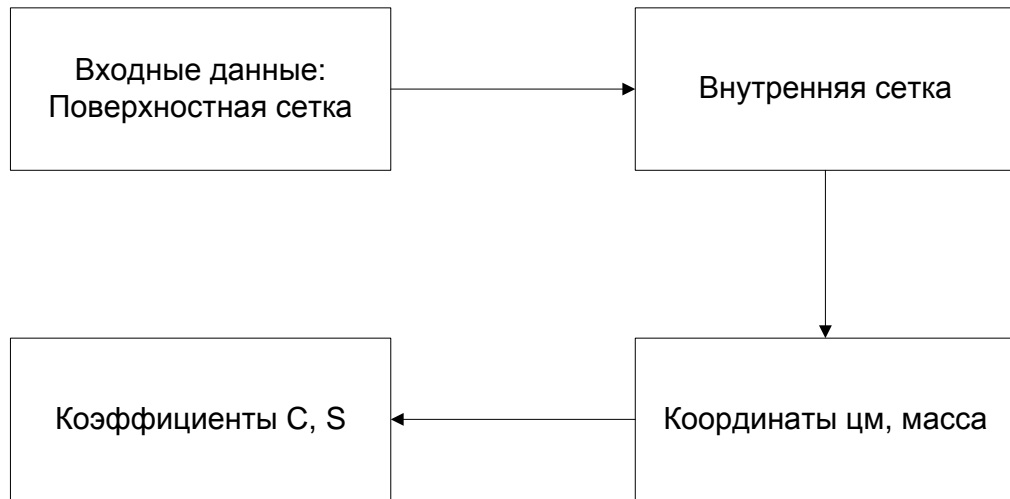 Входные данные:
Поверхностная сетка
Внутренняя сетка
Координаты цм, масса
Коэффициенты C, S